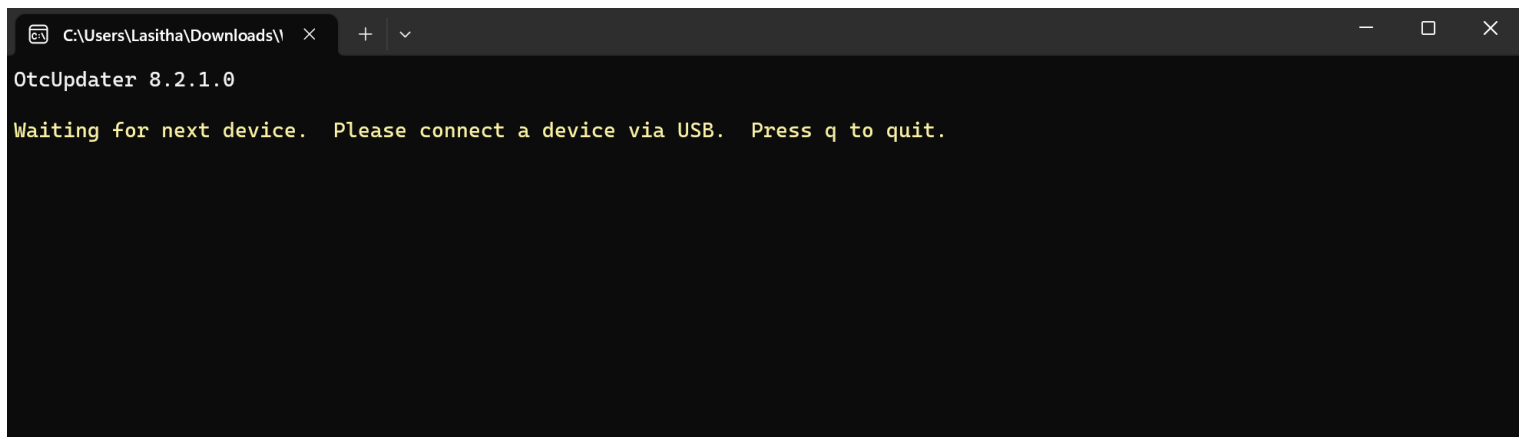 C:\Users\Lasitha\Downloads\
OtcUpdater 8.2.1.0
Waiting for next device.  Please connect a device via USB.  Press q to quit.